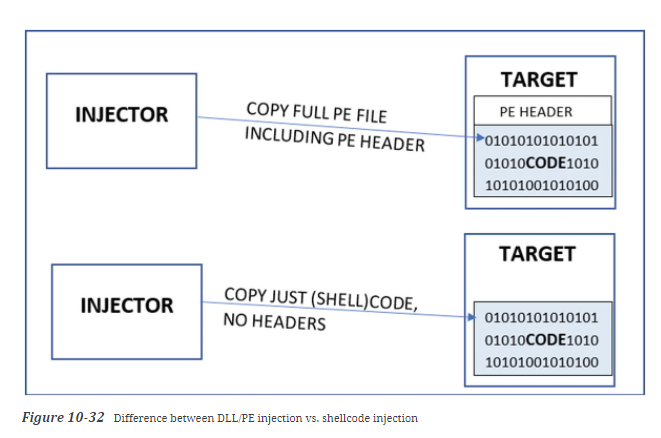 INJECTOR
COPY FULL PE FILE
INCLUDING PE HEADER
TARGET
PE HEADER
01010101010101
01010CODE1010
10101001010100
INJECTOR
COPY JUST (SHELL)CODE,
NO HEADERS
TARGET
01010101010101
01010CODE1010
10101001010100
Figure 10-32 Difference between DLL/PE injection vs. shellcode injection